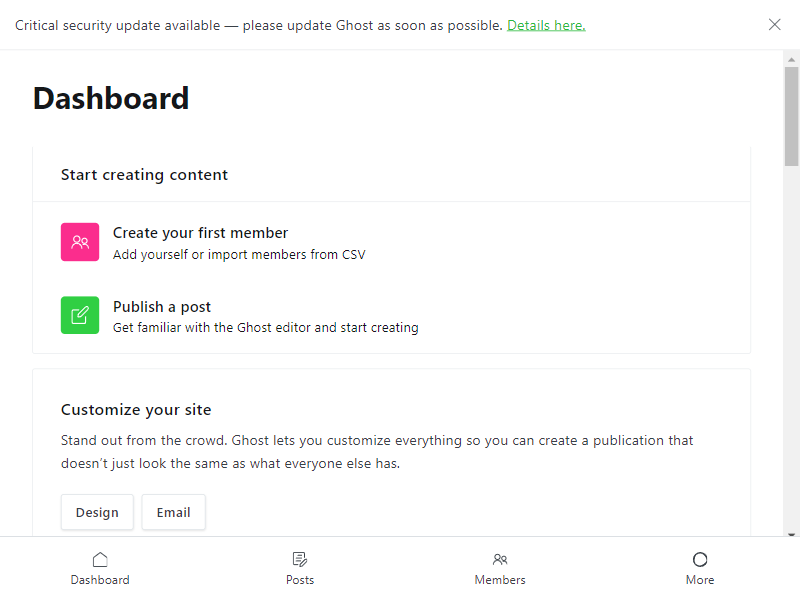 Critical security update available — please update Ghost as soon as possible. Details here.
Dashboard
Start creating content
Create your first member
Add yourself or import members from CSV
Publish a post
Get familiar with the Ghost editor and start creating
Customize your site
Stand out from the crowd. Ghost lets you customize everything so you can create a publication that
doesn’t just look the same as what everyone else has.
Design
Email
Dashboard
Posts
Members
More